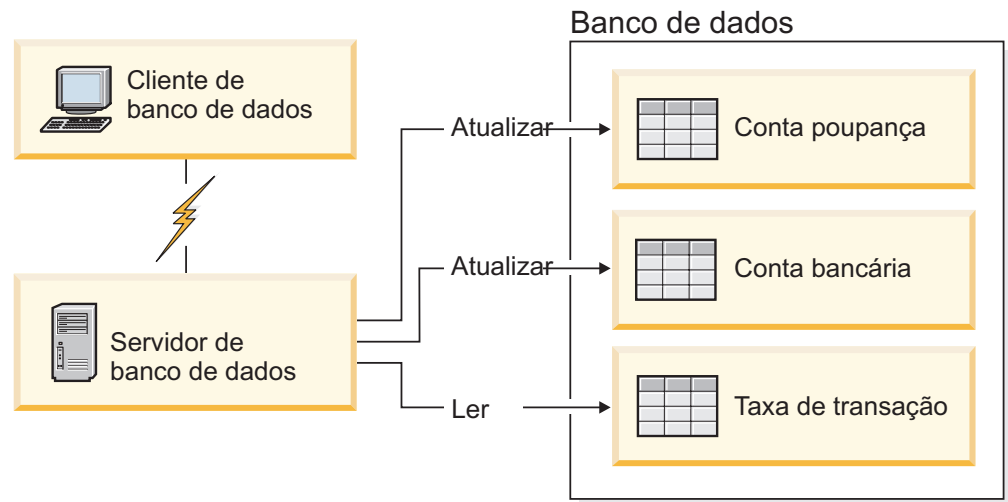 Banco de dados
Cliente de
banco de dados
Atualizar
Conta poupança
Atualizar
Conta bancária
Servidor de
banco de dados
Ler
Taxa de transação